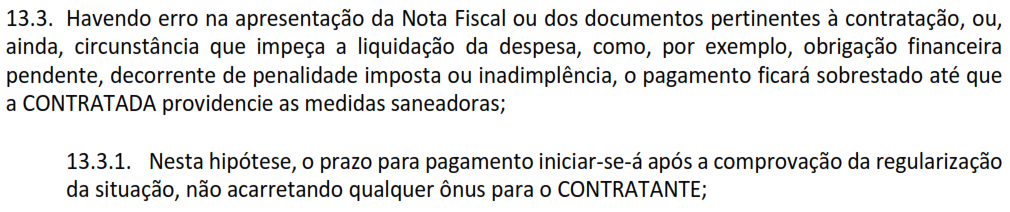 13.3. Havendo erro na apresentação da Nota Fiscal ou dos documentos pertinentes à contratação, ou,
ainda, circunstância que impeça a liquidação da despesa, como, por exemplo, obrigação financeira
pendente, decorrente de penalidade imposta ou inadimplência, o pagamento ficará sobrestado até que
a CONTRATADA providencie as medidas saneadoras;
13.3.1. Nesta hipótese, o prazo para pagamento iniciar-se-á após a comprovação da regularização
da situação, não acarretando qualquer ônus para o CONTRATANTE;